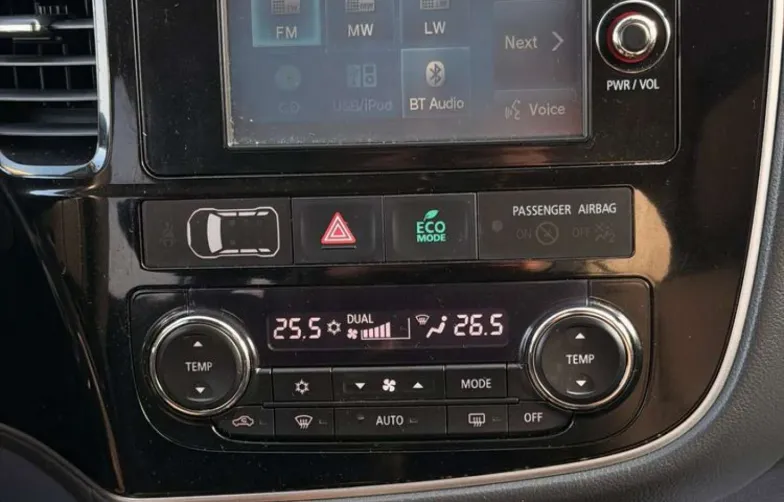 FM MW LW
Next
PWR / VOL
CD USB/iPod BT Audio
Voice
PASSENGER AIRBAG
ECO
MODE
ON OFF
DUAL
25.5 26.5
TEMP TEMP
MODE
AUTO OFF